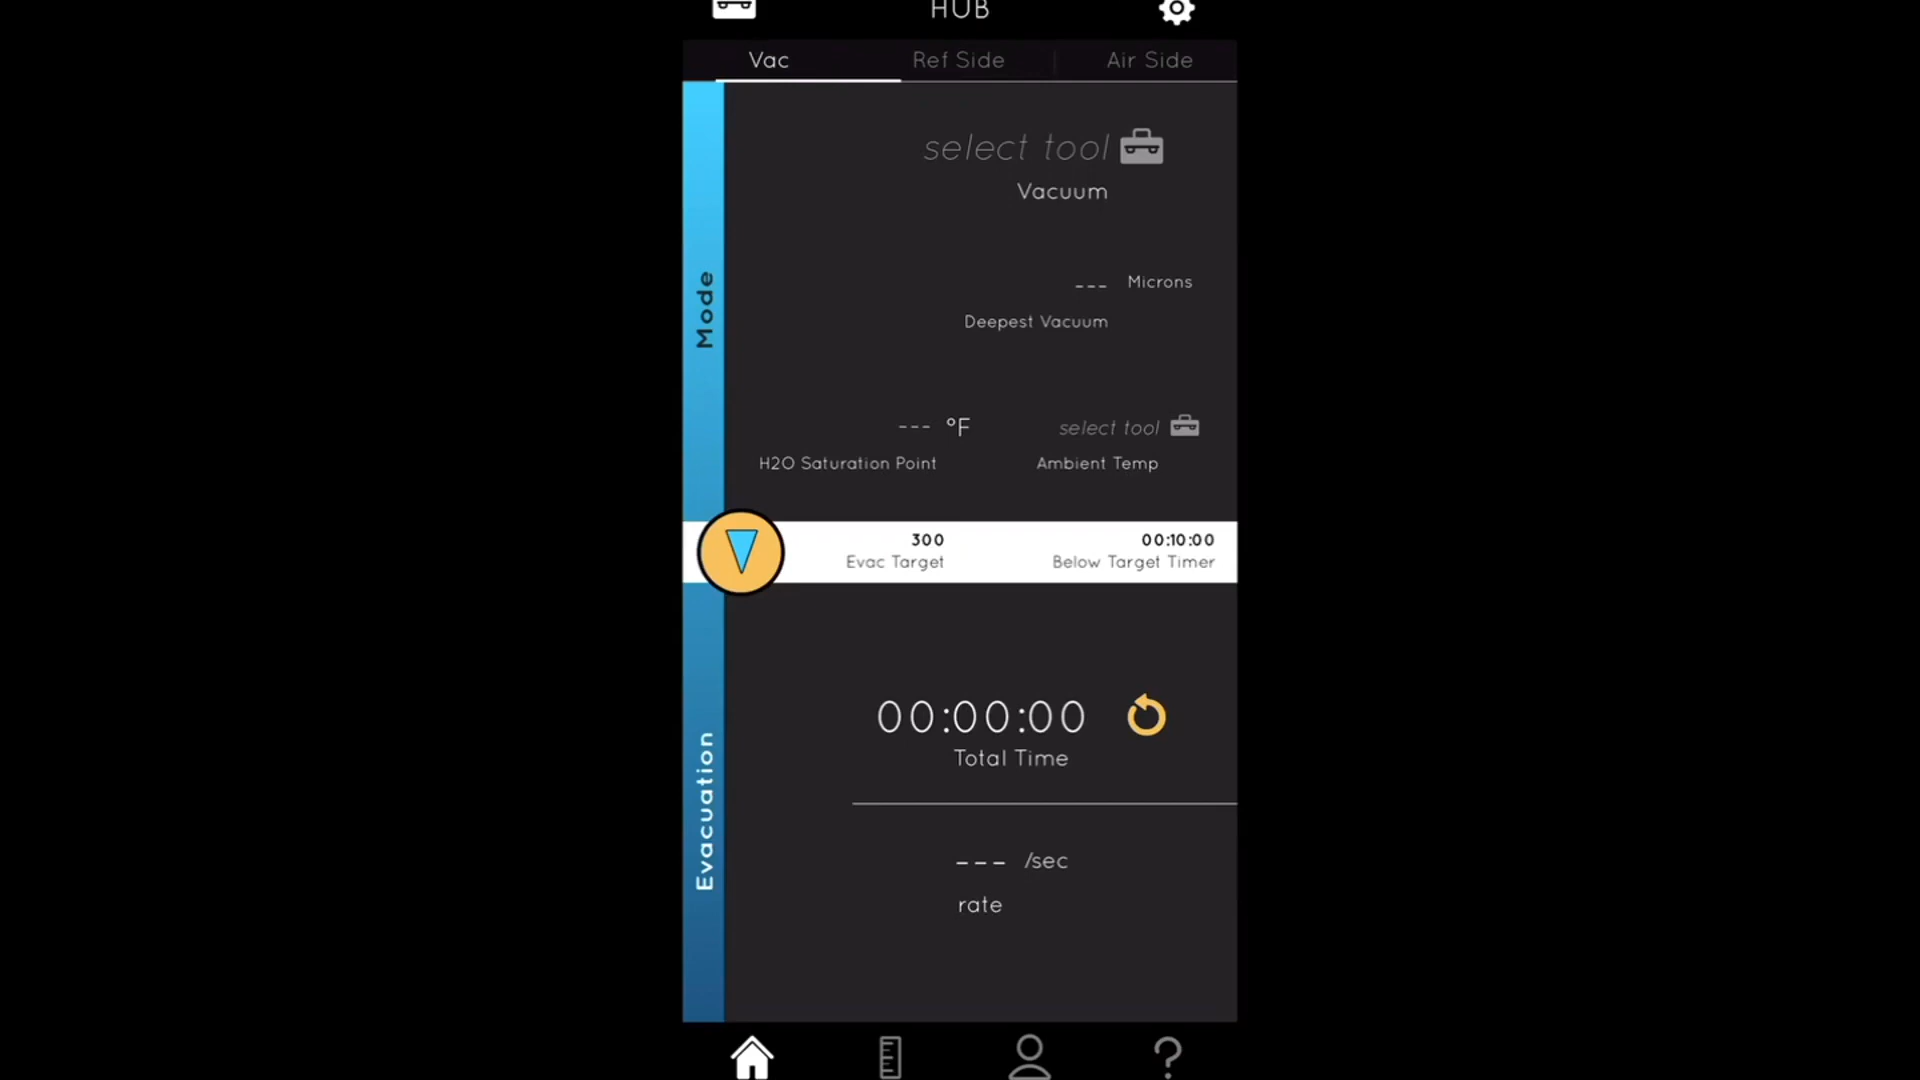 HUB
Vac Ref Side Air Side
select tool
Vacuum
--- Microns
Deepest Vacuum
--- °F select tool
H2O Saturation Point Ambient Temp
Mode
300 00:10:00
Evac Target Below Target Timer
00:00:00
Total Time
Evacuation
--- /sec
rate